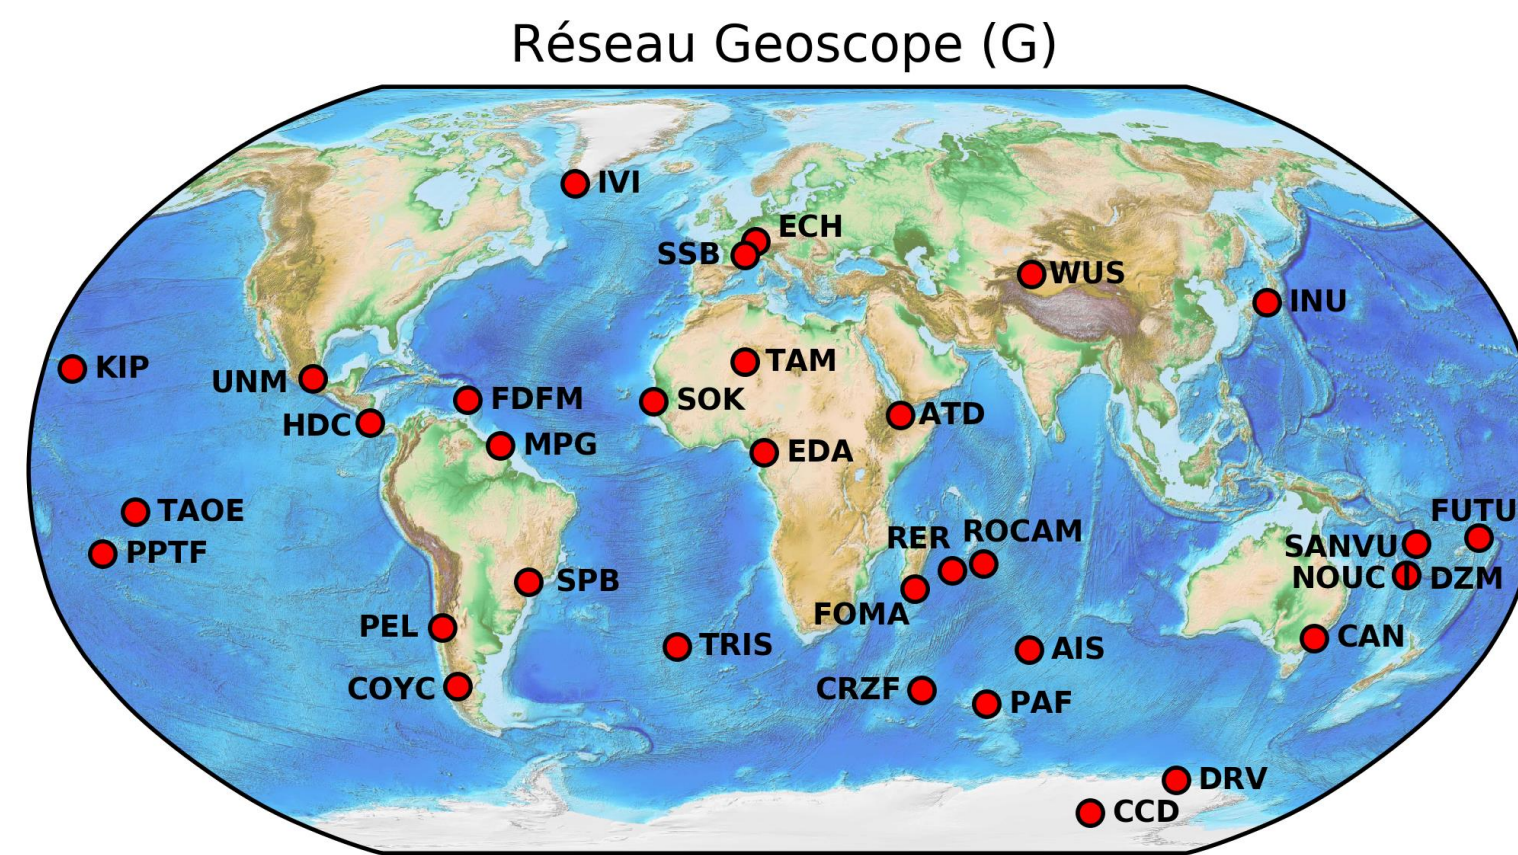 Réseau Geoscope (G)
IVI
ECH
SSB
WUS
INU
KIP
UNM
TAM
FDFM
SOK
HDC
ATD
MPG
EDA
TAOE
FUTU
RER
ROCAM
SANVU
PPTF
NOUC
DZM
SPB
FOMA
PEL
CAN
TRIS
AIS
COYC
CRZF
PAF
DRV
CCD